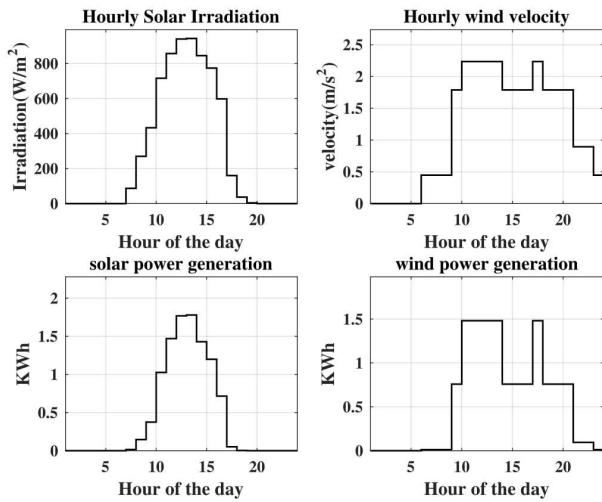 Hourly Solar Irradiation
Irradiation(W/m²)
800
600
400
200
0
5 10 15 20
Hour of the day
Hourly wind velocity
velocity(m/s²)
2.5
2
1.5
1
0.5
0
5 10 15 20
Hour of the day
solar power generation
KWh
2
1.5
1
0.5
0
5 10 15 20
Hour of the day
wind power generation
KWh
1.5
1
0.5
0
5 10 15 20
Hour of the day